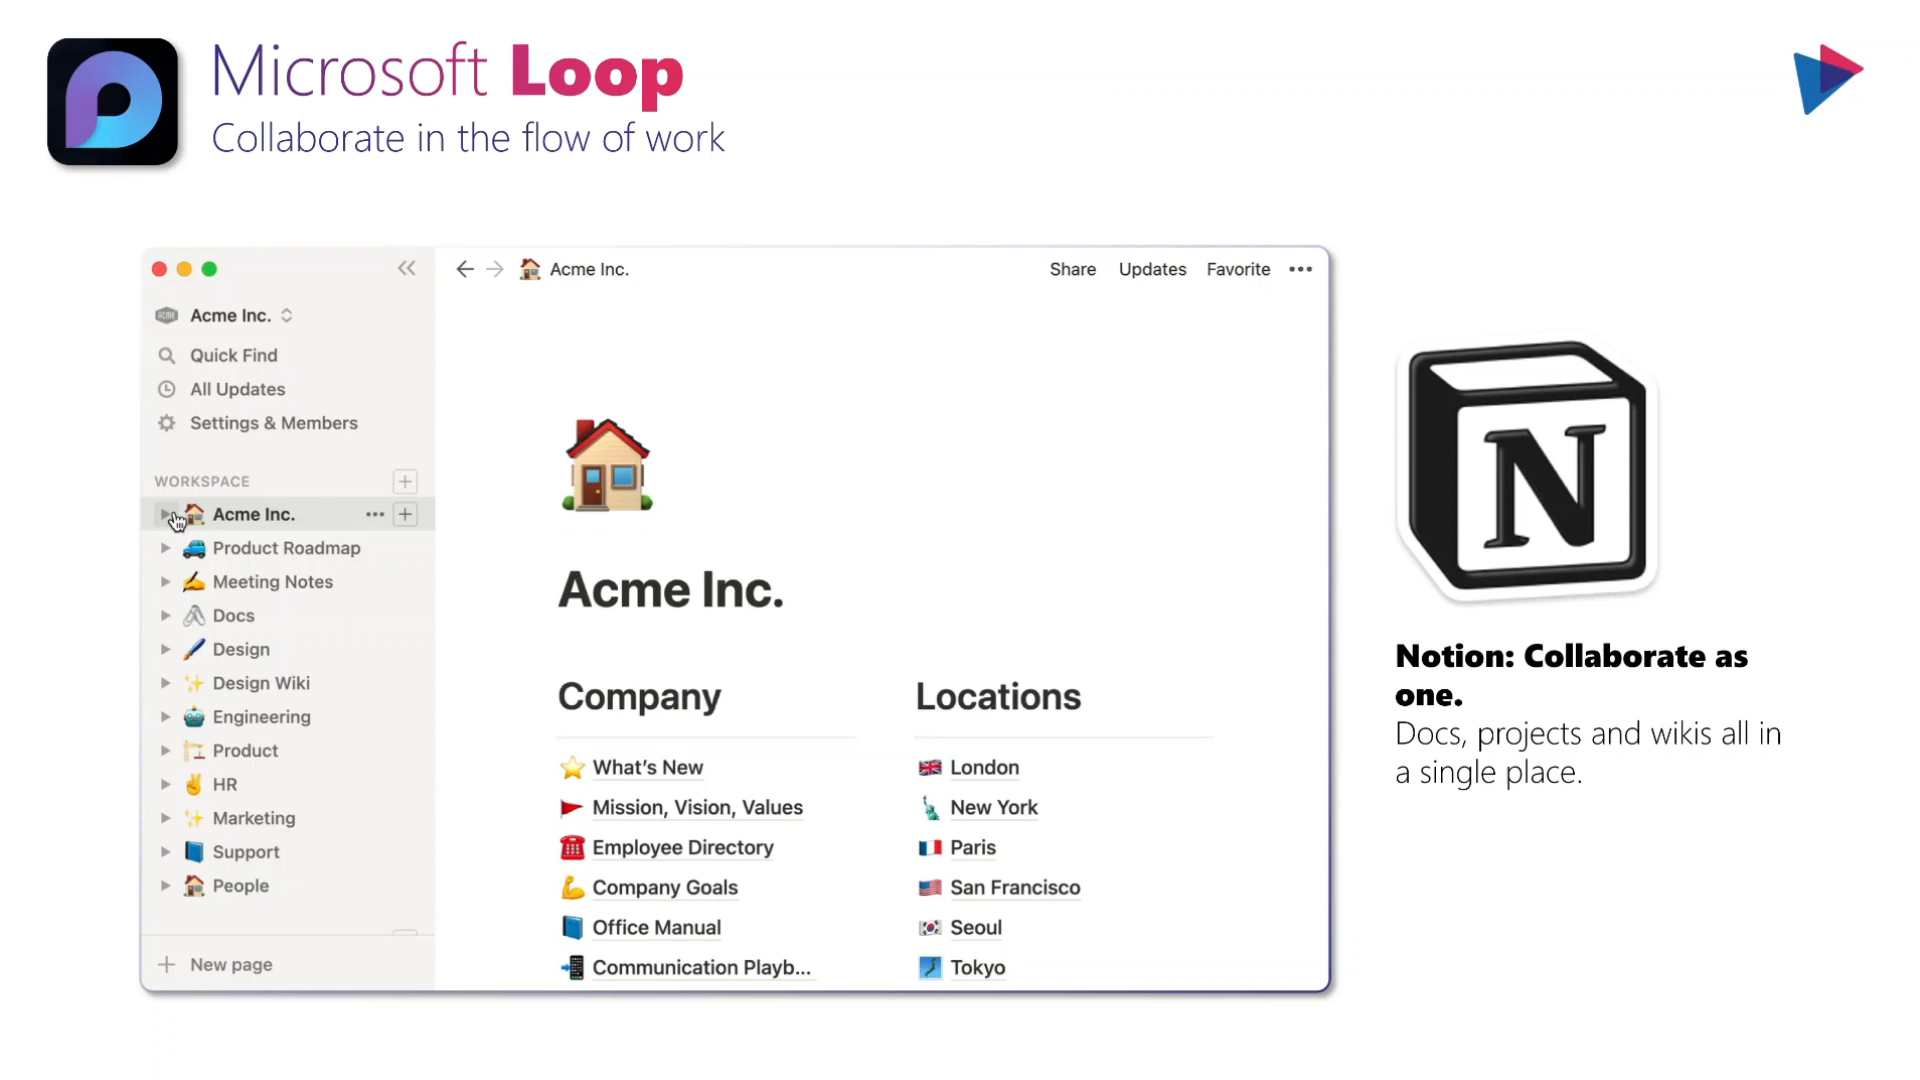 Microsoft Loop
Collaborate in the flow of work
Acme Inc.
Share Updates Favorite
ACME Acme Inc.
Quick Find
All Updates
Settings & Members
WORKSPACE
Acme Inc.
Product Roadmap
Meeting Notes
Docs
Design
Design Wiki
Engineering
Product
HR
Marketing
Support
People
New page
Acme Inc.
Company
What's New
Mission, Vision, Values
Employee Directory
Company Goals
Office Manual
Communication Playb...
Locations
London
New York
Paris
San Francisco
Seoul
Tokyo
N
Notion: Collaborate as
one.
Docs, projects and wikis all in
a single place.